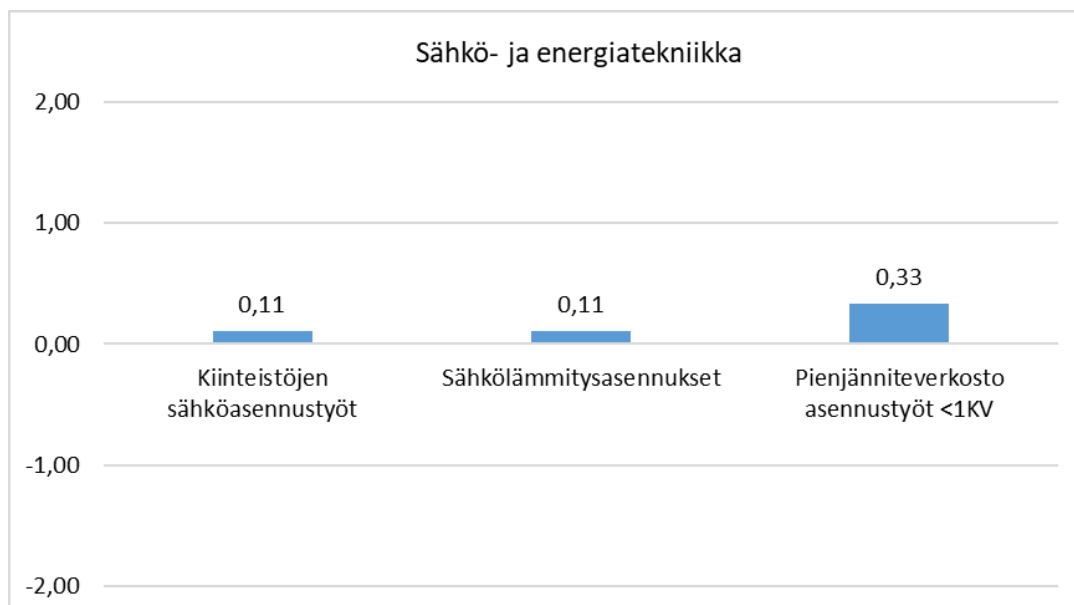 Sähkö- ja energiatekniikka
2,00
1,00
0,00
-1,00
-2,00
0,11
0,11
0,33
Kiinteistöjen
sähköasennustyöt
Sähkölämmitysasennukset
Pienjänniteverkosto
asennustyöt <1KV